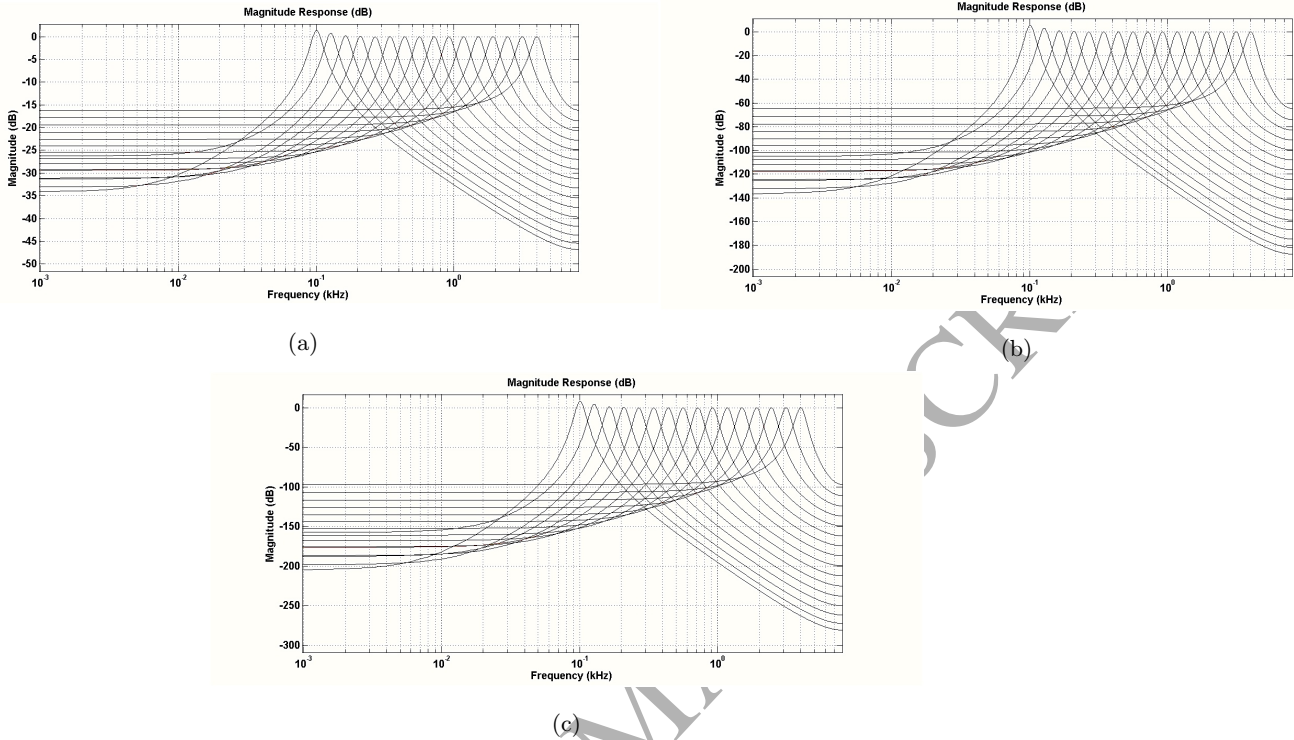 Magnitude Response (dB)
Magnitude (dB)
0
-5
-10
-15
-20
-25
-30
-35
-40
-45
-50
10^-3 10^-2 10^-1 10^0
Frequency (kHz)
(a)
Magnitude Response (dB)
Magnitude (dB)
0
-20
-40
-60
-80
-100
-120
-140
-160
-180
-200
10^-3 10^-2 10^-1 10^0
Frequency (kHz)
(b)
Magnitude Response (dB)
Magnitude (dB)
0
-50
-100
-150
-200
-250
-300
10^-3 10^-2 10^-1 10^0
Frequency (kHz)
(c)